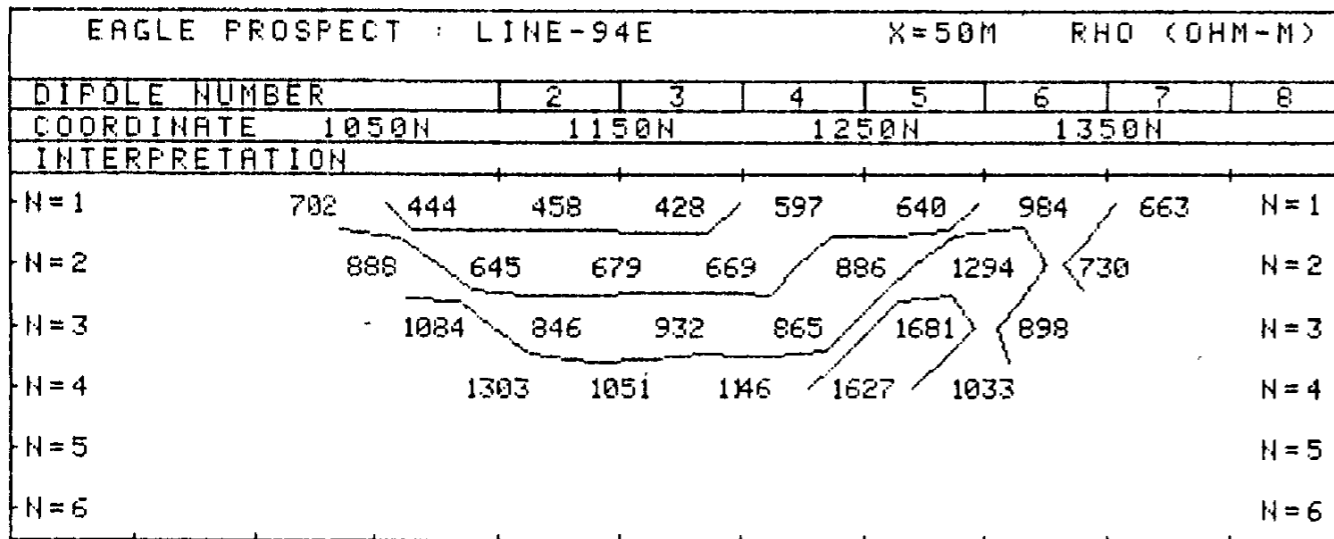 EAGLE PROSPECT : LINE-94E X=50M RHO (OHM-M)
DIPOLE NUMBER 2 3 4 5 6 7 8
COORDINATE 1050N 1150N 1250N 1350N
INTERPRETATION
N=1 702 444 458 428 597 640 984 663 N=1
N=2 888 645 679 669 886 1294 730 N=2
N=3 1084 846 932 865 1681 898 N=3
N=4 1303 1051 1146 1627 1033 N=4
N=5 N=5
N=6 N=6